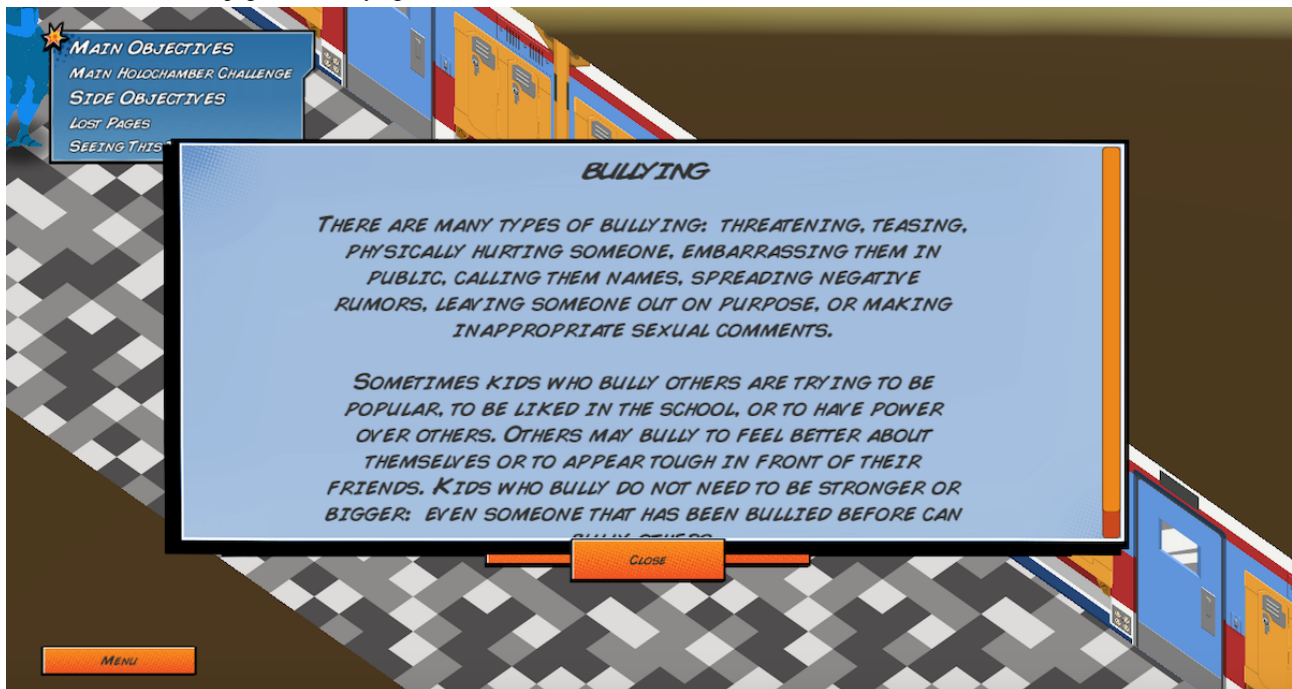 MAIN OBJECTIVES
MAIN HOLOCHAMBER CHALLENGE
SIDE OBJECTIVES
LOST PAGES
SEEING THIS
BULLYING
THERE ARE MANY TYPES OF BULLYING: THREATENING, TEASING,
PHYSICALLY HURTING SOMEONE, EMBARRASSING THEM IN
PUBLIC, CALLING THEM NAMES, SPREADING NEGATIVE
RUMORS, LEAVING SOMEONE OUT ON PURPOSE, OR MAKING
INAPPROPRIATE SEXUAL COMMENTS.
SOMETIMES KIDS WHO BULLY OTHERS ARE TRYING TO BE
POPULAR, TO BE LIKED IN THE SCHOOL, OR TO HAVE POWER
OVER OTHERS. OTHERS MAY BULLY TO FEEL BETTER ABOUT
THEMSELVES OR TO APPEAR TOUGH IN FRONT OF THEIR
FRIENDS. KIDS WHO BULLY DO NOT NEED TO BE STRONGER OR
BIGGER: EVEN SOMEONE THAT HAS BEEN BULLIED BEFORE CAN
CLOSE
MENU